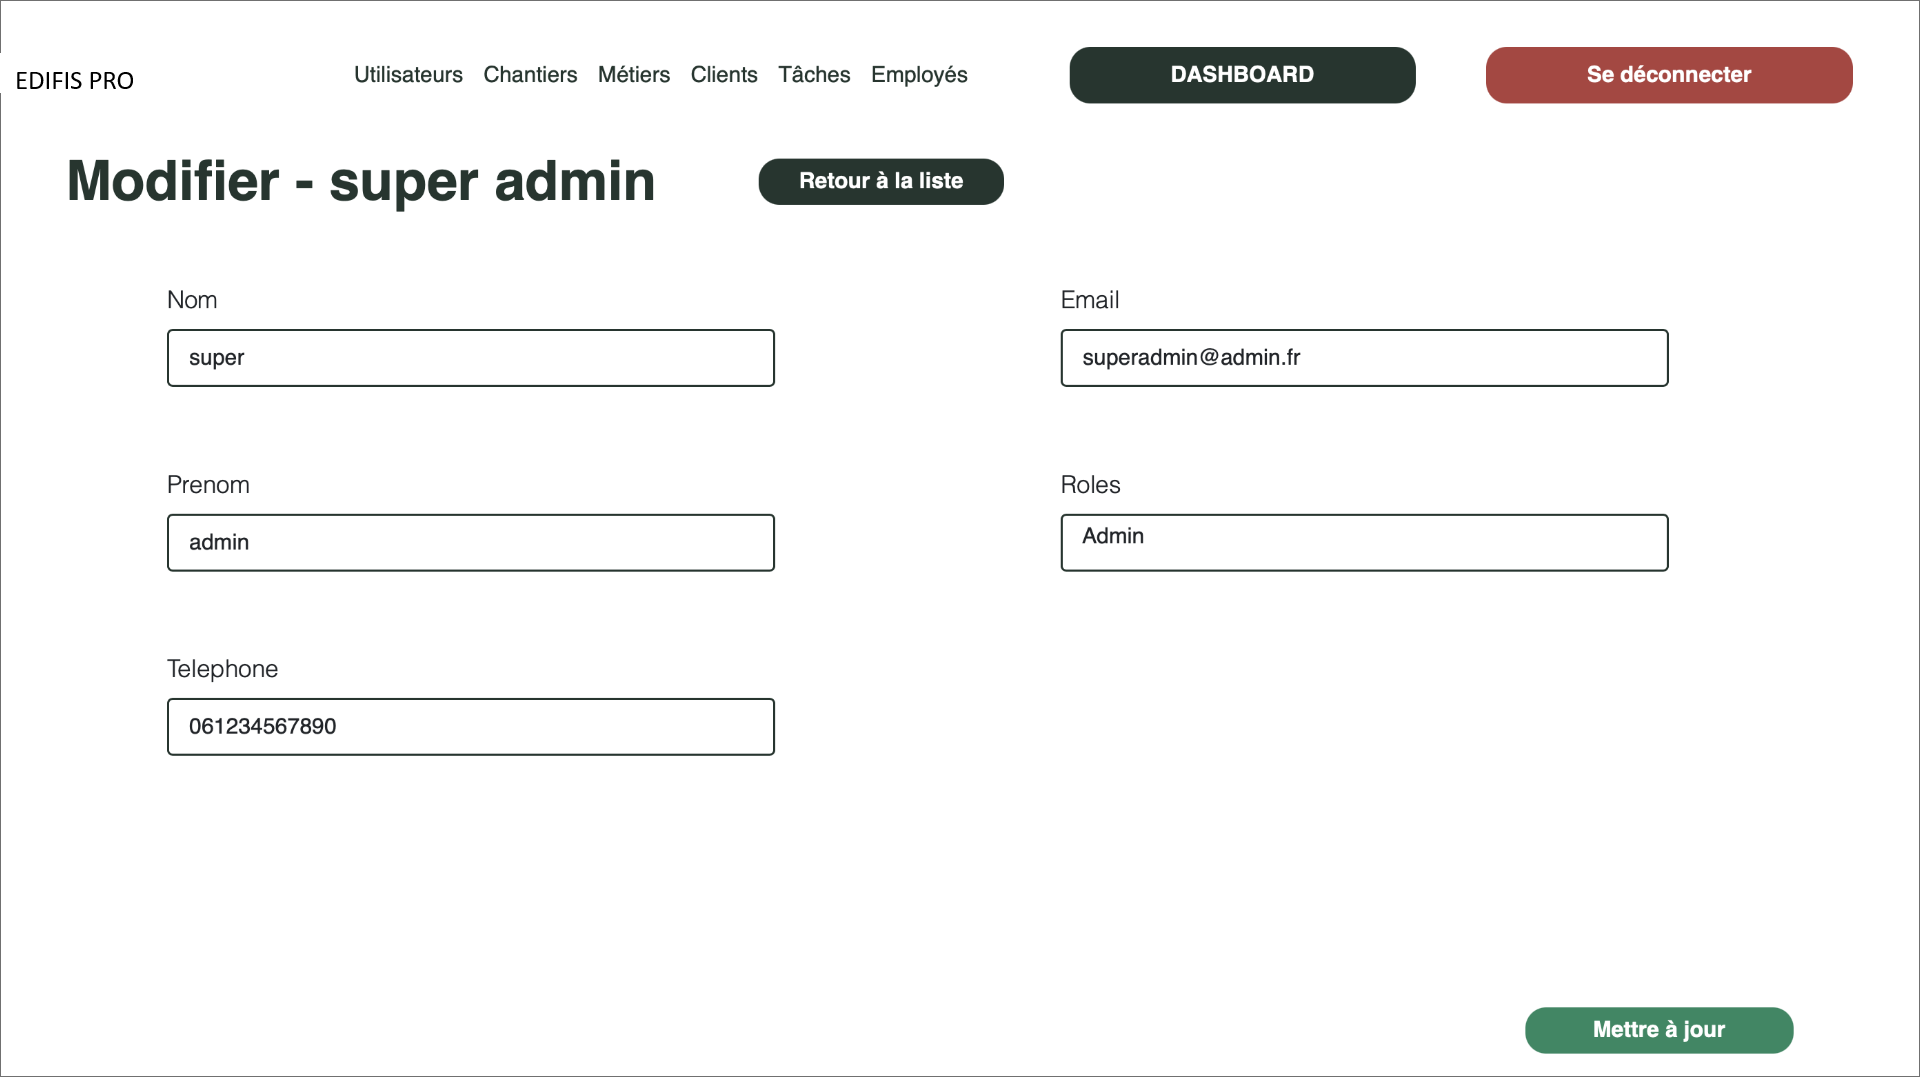 EDIFIS PRO
Utilisateurs Chantiers Métiers Clients Tâches Employés
DASHBOARD
Se déconnecter
Modifier - super admin
Retour à la liste
Nom
super
Email
superadmin@admin.fr
Prenom
admin
Roles
Admin
Telephone
061234567890
Mettre à jour